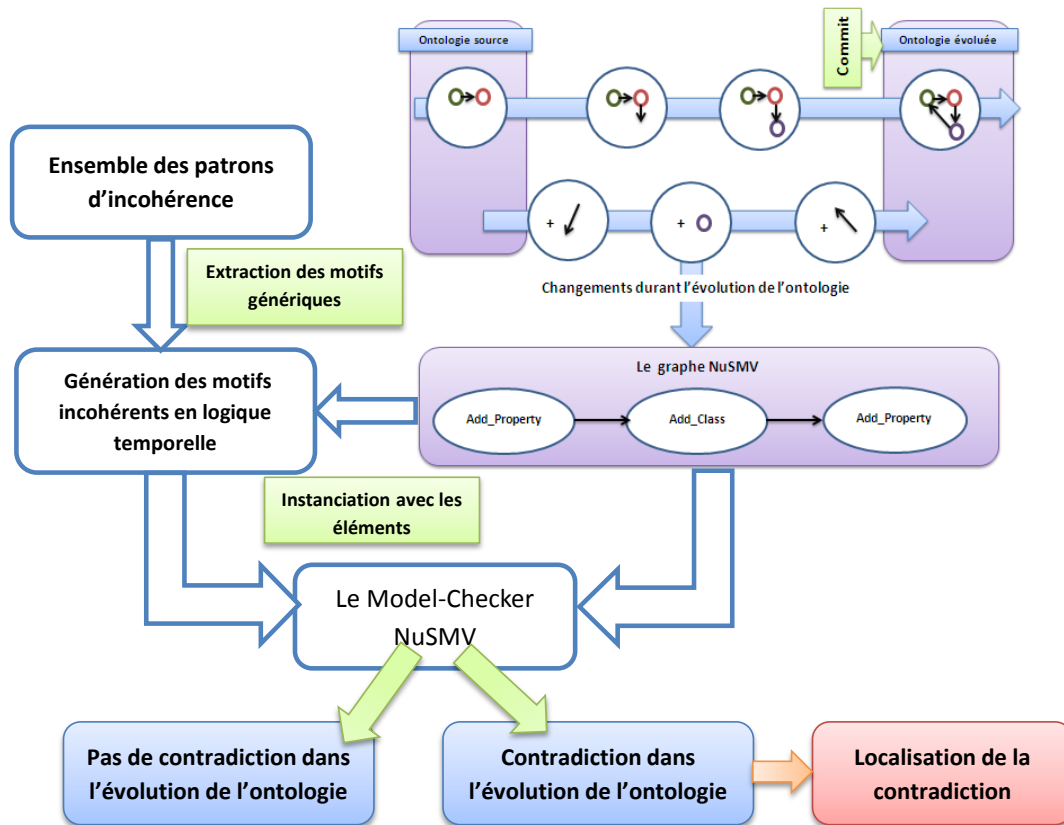 Ontologie source
Commit
Ontologie évoluée
Ensemble des patrons
d’incohérence
+
+
+
Extraction des motifs
génériques
Changements durant l’évolution de l’ontologie
Le graphe NuSMV
Génération des motifs
incohérents en logique
temporelle
Add_Property
Add_Class
Add_Property
Instanciation avec les
éléments
Le Model-Checker
NuSMV
Pas de contradiction dans
l’évolution de l’ontologie
Contradiction dans
l’évolution de l’ontologie
Localisation de la
contradiction